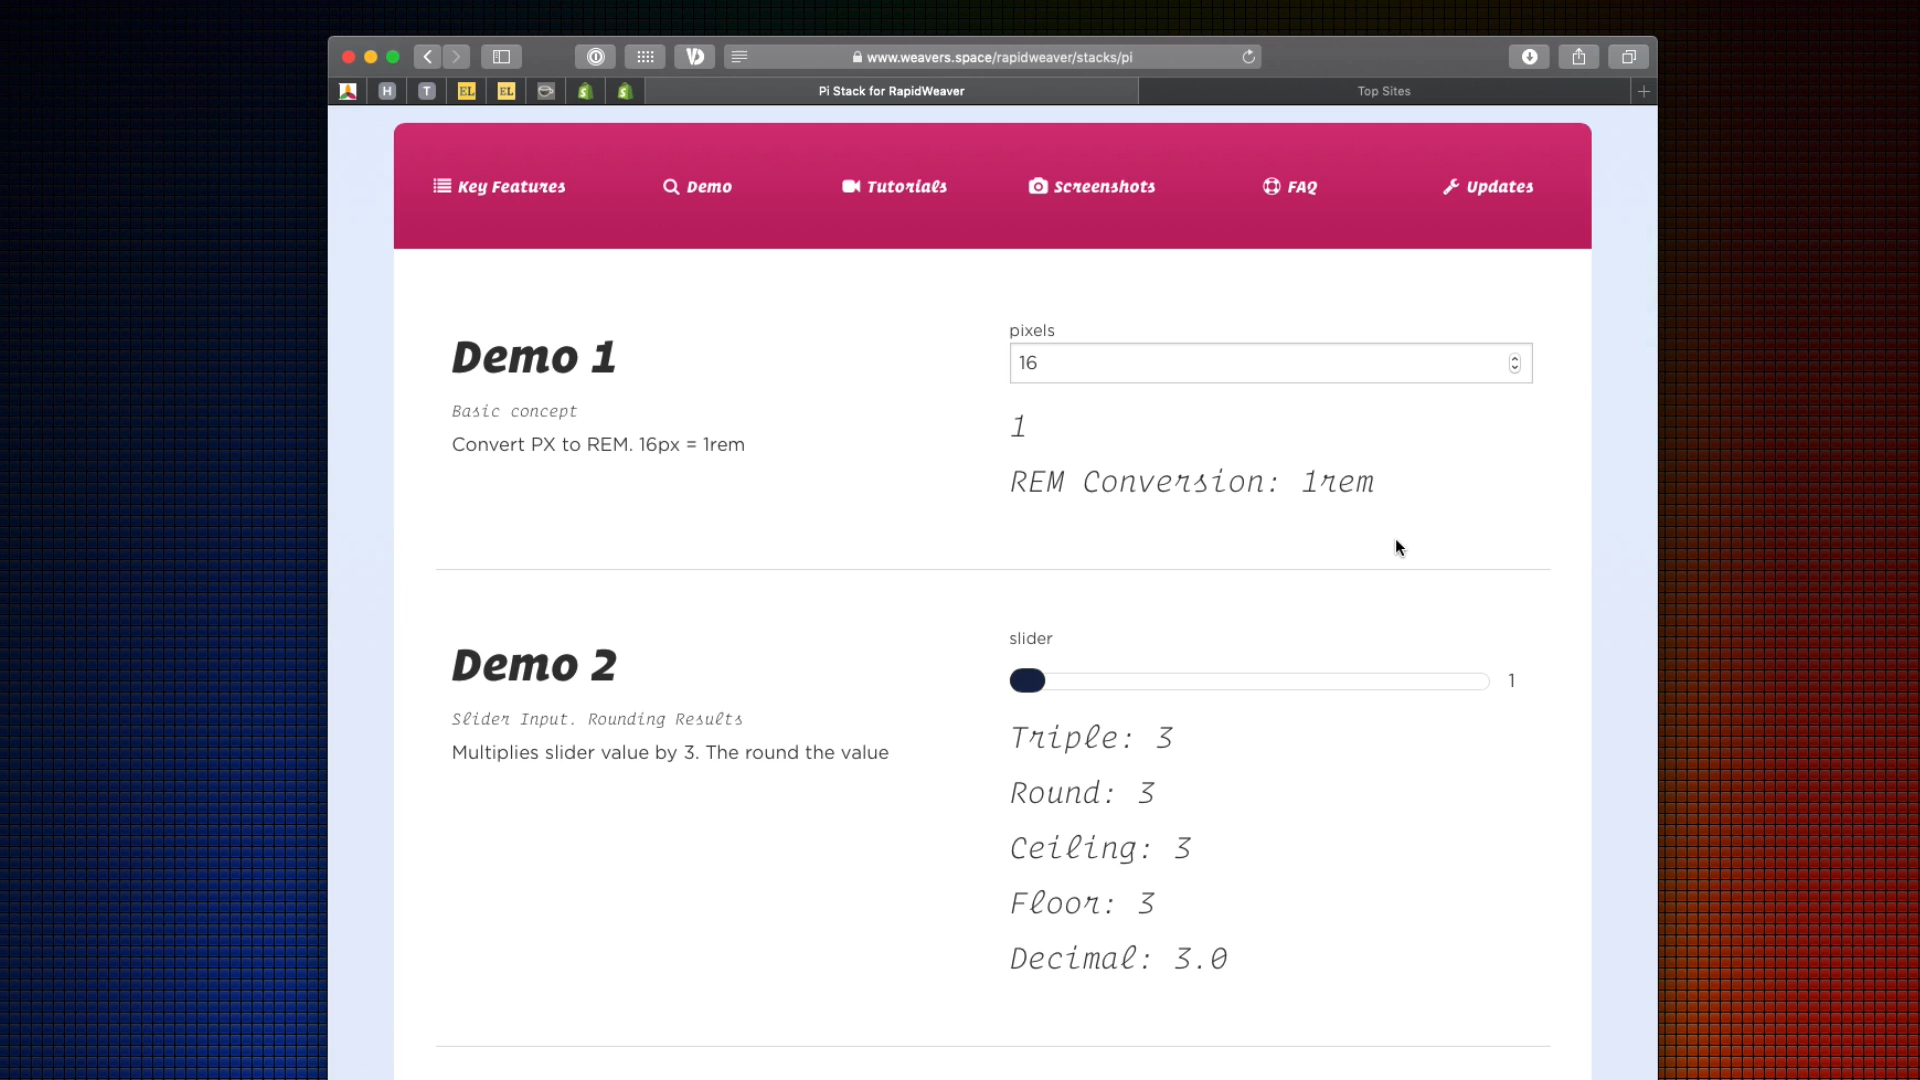 www.weavers.space/rapidweaver/stacks/pi
H
T
EL
EL
Pi Stack for RapidWeaver
Top Sites
Key Features
Demo
Tutorials
Screenshots
FAQ
Updates
Demo 1
Basic concept
Convert PX to REM. 16px = 1rem
pixels
16
1
REM Conversion: 1rem
Demo 2
Slider Input. Rounding Results
Multiplies slider value by 3. The round the value
slider
1
Triple: 3
Round: 3
Ceiling: 3
Floor: 3
Decimal: 3.0